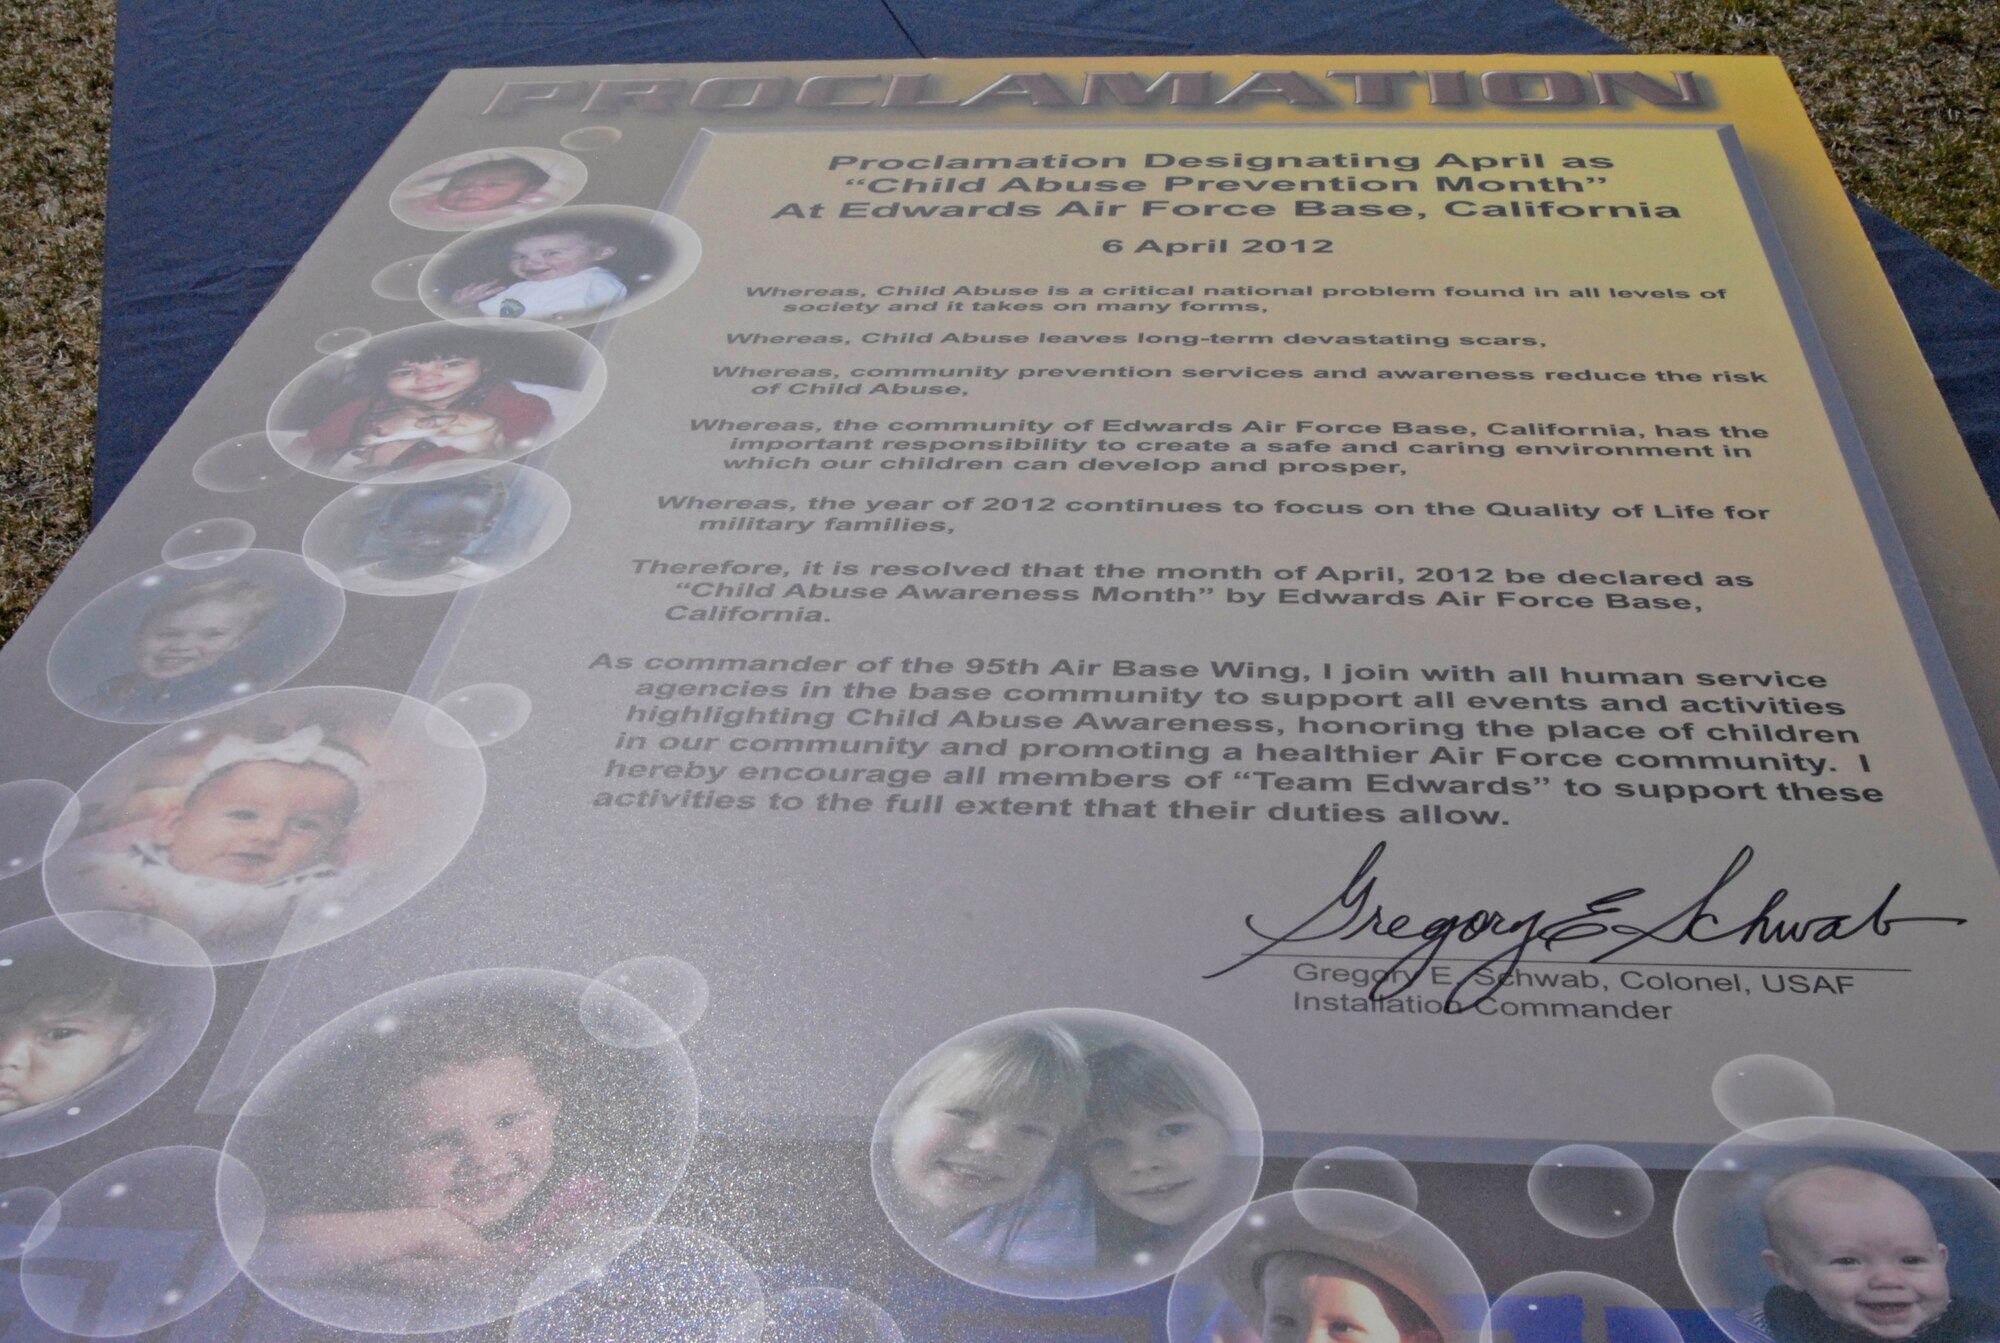 PROCLAMATION
Proclamation Designating April as
“Child Abuse Prevention Month”
At Edwards Air Force Base, California
6 April 2012
Whereas, Child Abuse is a critical national problem found in all levels of
society and it takes on many forms,
Whereas, Child Abuse leaves long-term devastating scars,
Whereas, community prevention services and awareness reduce the risk
of Child Abuse,
Whereas, the community of Edwards Air Force Base, California, has the
important responsibility to create a safe and caring environment in
which our children can develop and prosper,
Whereas, the year of 2012 continues to focus on the Quality of Life for
military families,
Therefore, it is resolved that the month of April, 2012 be declared as
“Child Abuse Awareness Month” by Edwards Air Force Base,
California.
As commander of the 95th Air Base Wing, I join with all human service
agencies in the base community to support all events and activities
highlighting Child Abuse Awareness, honoring the place of children
in our community and promoting a healthier Air Force community. I
hereby encourage all members of “Team Edwards” to support these
activities to the full extent that their duties allow.
Gregory E Schwab
Gregory E. Schwab, Colonel, USAF
Installation Commander